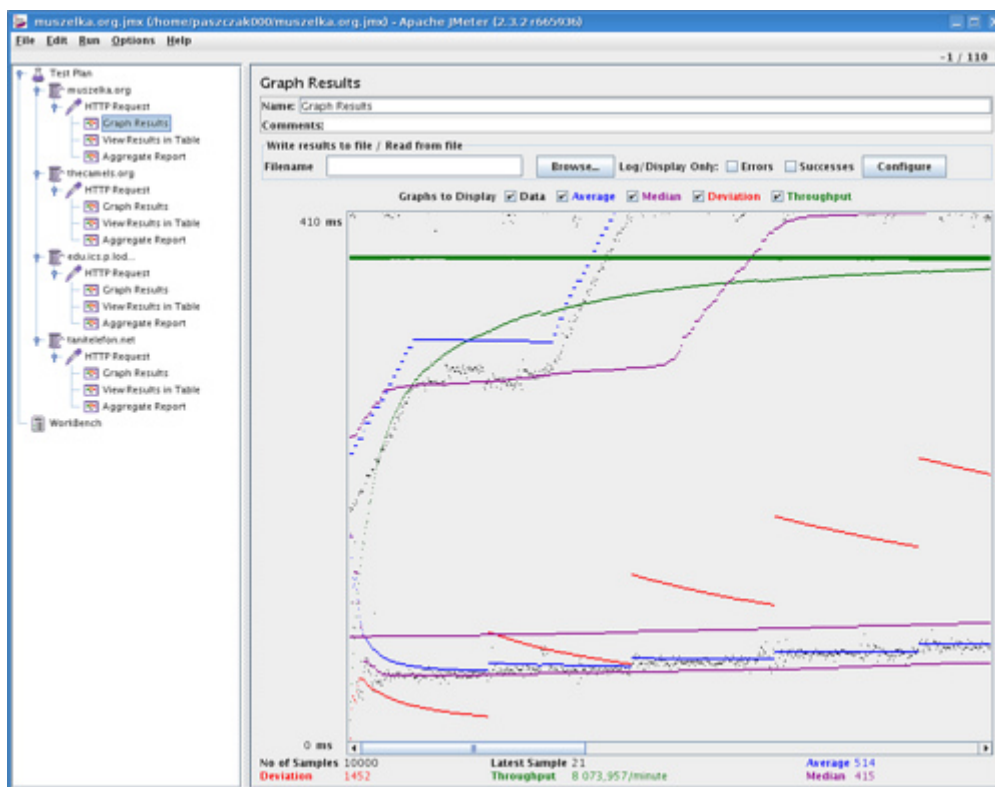 muszelka.org.jmx (/home/paszczak000/muszelka.org.jmx) - Apache JMeter (2.3.2 r665936)
File Edit Run Options Help
-1 / 110
Test Plan
muszelka.org
HTTP Request
Graph Results
View Results in Table
Aggregate Report
thecamels.org
HTTP Request
Graph Results
View Results in Table
Aggregate Report
edu.ics.p.lod...
HTTP Request
Graph Results
View Results in Table
Aggregate Report
tanitelefon.net
HTTP Request
Graph Results
View Results in Table
Aggregate Report
WorkBench
Graph Results
Name: Graph Results
Comments:
Write results to file / Read from file
Filename Browse... Log/Display Only: Errors Successes Configure
Graphs to Display Data Average Median Deviation Throughput
410 ms
0 ms
No of Samples 10000 Latest Sample 21 Average 514
Deviation 1452 Throughput 8 073,957/minute Median 415